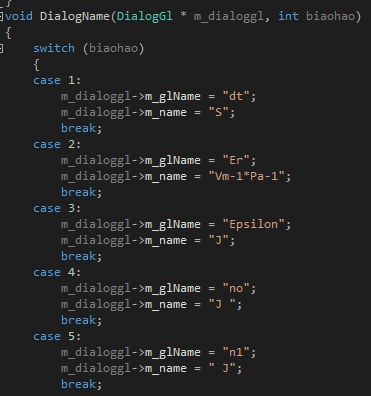 }
void DialogName(DialogGl * m_dialoggl, int biaohao)
{
    switch (biaohao)
    {
    case 1:
        m_dialoggl->m_glName = "dt";
        m_dialoggl->m_name = "S";
        break;
    case 2:
        m_dialoggl->m_glName = "Er";
        m_dialoggl->m_name = "Vm-1*Pa-1";
        break;
    case 3:
        m_dialoggl->m_glName = "Epsilon";
        m_dialoggl->m_name = "J";
        break;
    case 4:
        m_dialoggl->m_glName = "no";
        m_dialoggl->m_name = "J ";
        break;
    case 5:
        m_dialoggl->m_glName = "n1";
        m_dialoggl->m_name = " J";
        break;